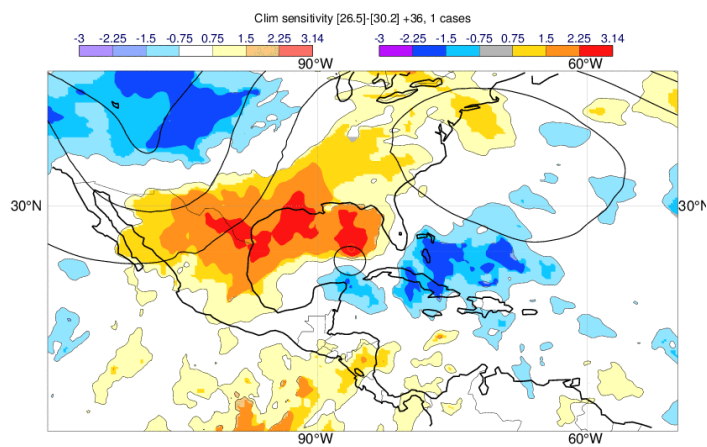 Clim sensitivity [26.5]-[30.2] +36, 1 cases
-3 -2.25 -1.5 -0.75 0.75 1.5 2.25 3.14 -3 -2.25 -1.5 -0.75 0.75 1.5 2.25 3.14
90°W 60°W
30°N 30°N
90°W 60°W